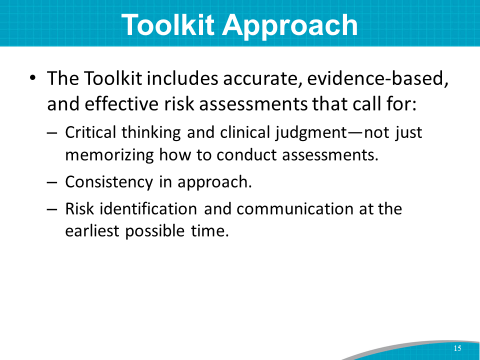 Toolkit Approach
• The Toolkit includes accurate, evidence-based,
and effective risk assessments that call for:
– Critical thinking and clinical judgment—not just
memorizing how to conduct assessments.
– Consistency in approach.
– Risk identification and communication at the
earliest possible time.
15